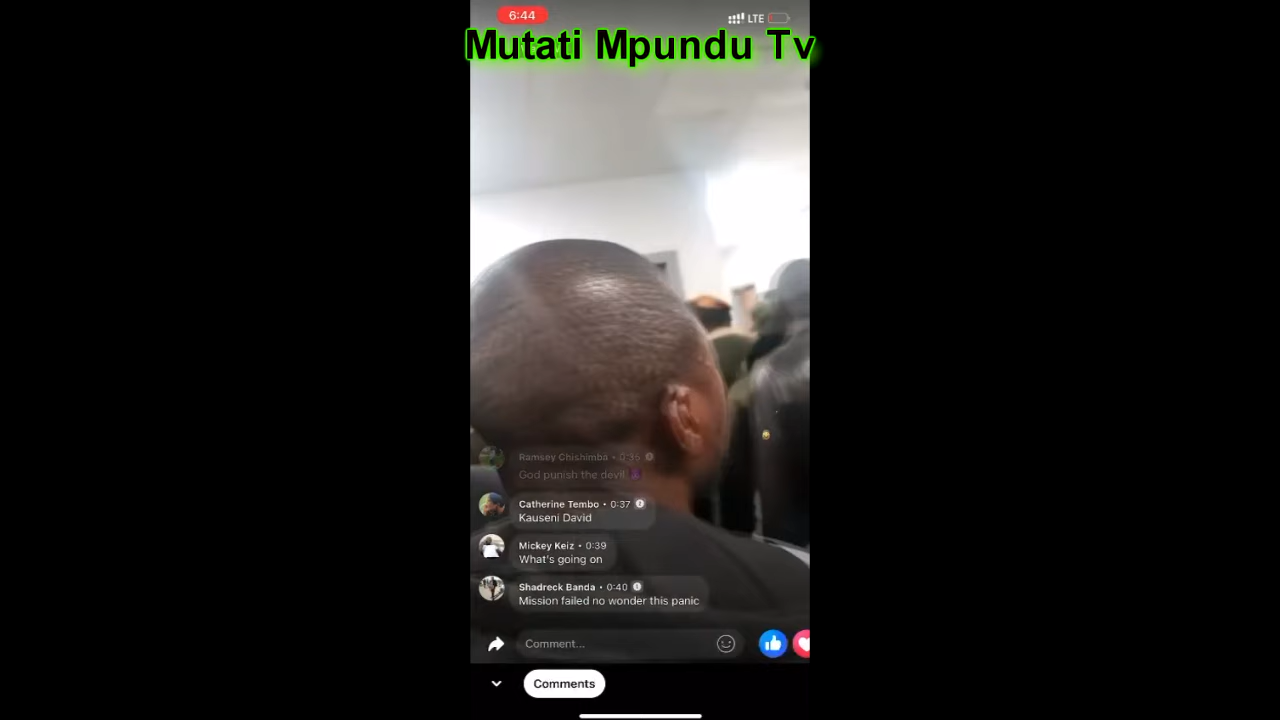 6:44
LTE
Mutati Mpundu Tv
Ramsey Chishimba • 0:35
God punish the devil 👿
Catherine Tembo • 0:37
Kauseni David
Mickey Keiz • 0:39
What's going on
Shadreck Banda • 0:40
Mission failed no wonder this panic
Comment...
Comments